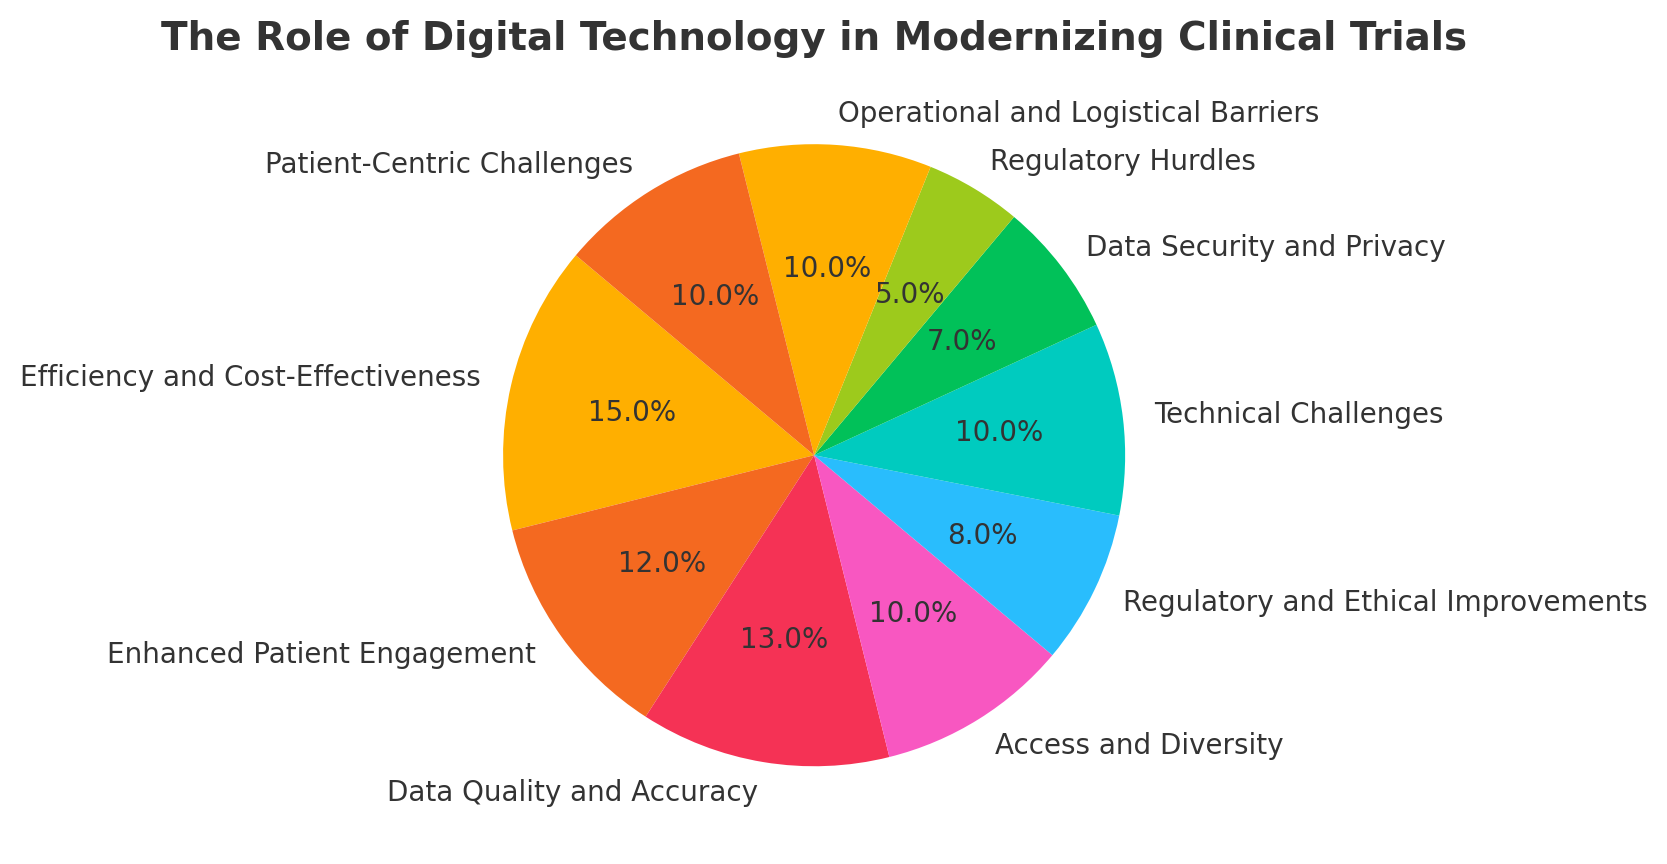 The Role of Digital Technology in Modernizing Clinical Trials
Operational and Logistical Barriers
Regulatory Hurdles
Patient-Centric Challenges
Data Security and Privacy
10.0%
5.0%
10.0%
7.0%
Efficiency and Cost-Effectiveness
15.0%
10.0%
Technical Challenges
8.0%
12.0%
Regulatory and Ethical Improvements
10.0%
13.0%
Enhanced Patient Engagement
Access and Diversity
Data Quality and Accuracy